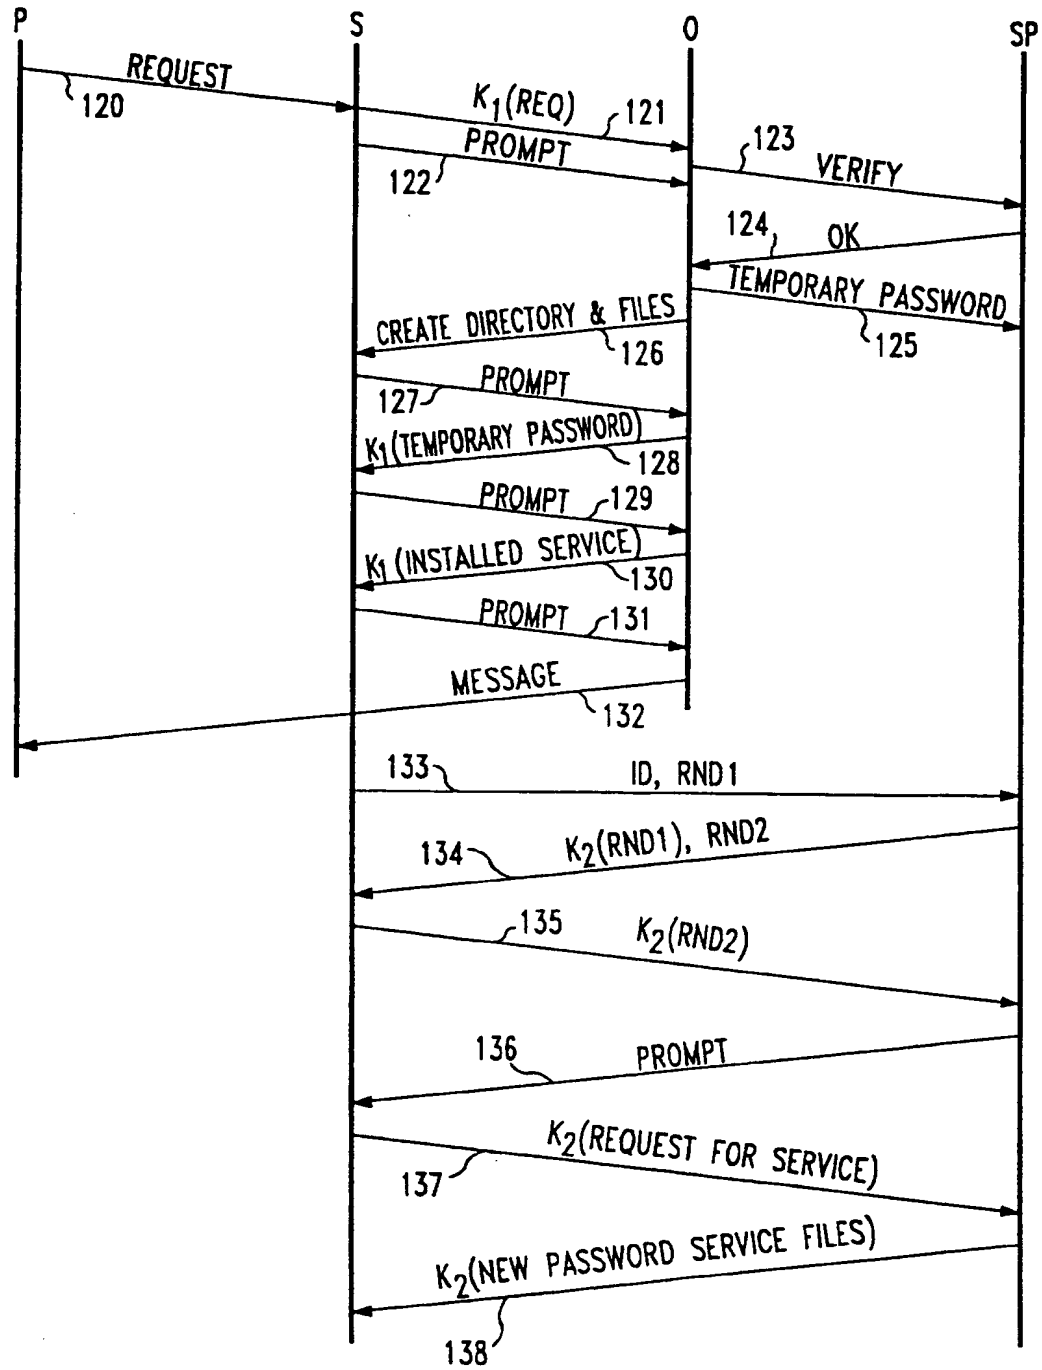 P S O SP
REQUEST
120
K1(REQ) 121
PROMPT
122
123
VERIFY
124 OK
TEMPORARY PASSWORD
125
CREATE DIRECTORY & FILES
126
PROMPT
127
K1(TEMPORARY PASSWORD)
128
PROMPT 129
K1(INSTALLED SERVICE)
130
PROMPT 131
MESSAGE
132
133 ID, RND1
134 K2(RND1), RND2
135 K2(RND2)
136 PROMPT
K2(REQUEST FOR SERVICE)
137
K2(NEW PASSWORD SERVICE FILES)
138